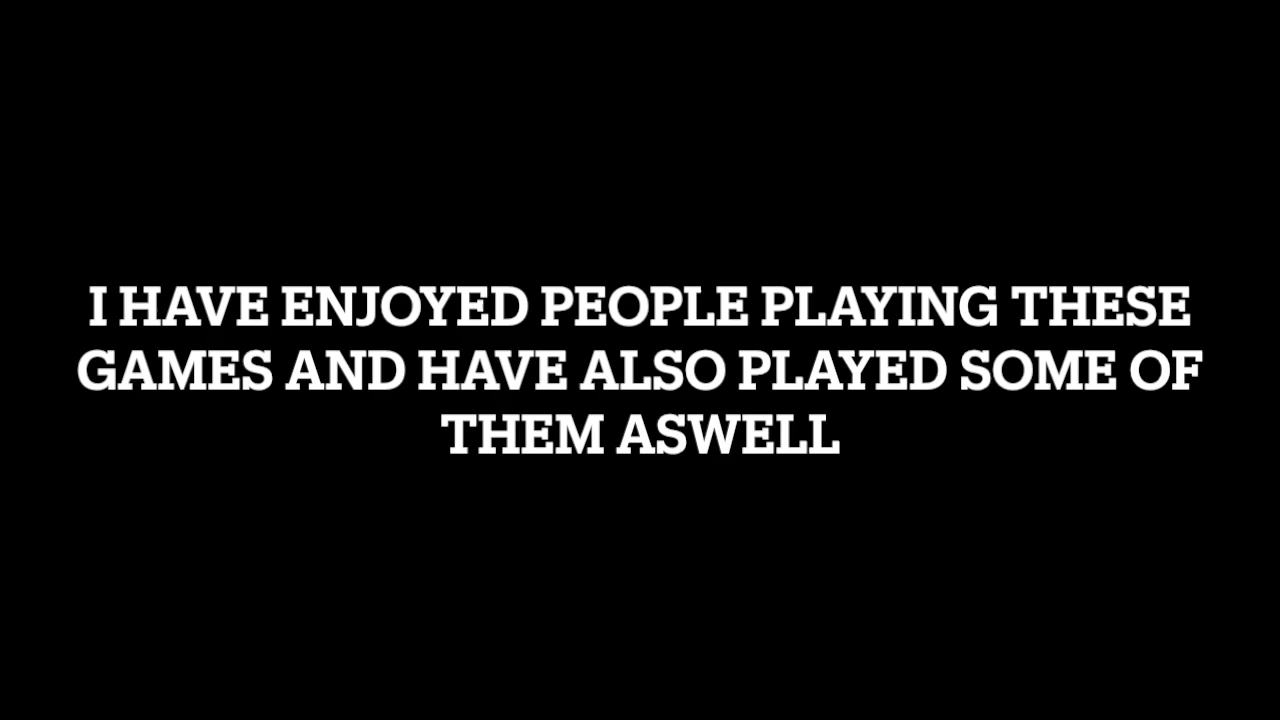 I HAVE ENJOYED PEOPLE PLAYING THESE
GAMES AND HAVE ALSO PLAYED SOME OF
THEM ASWELL